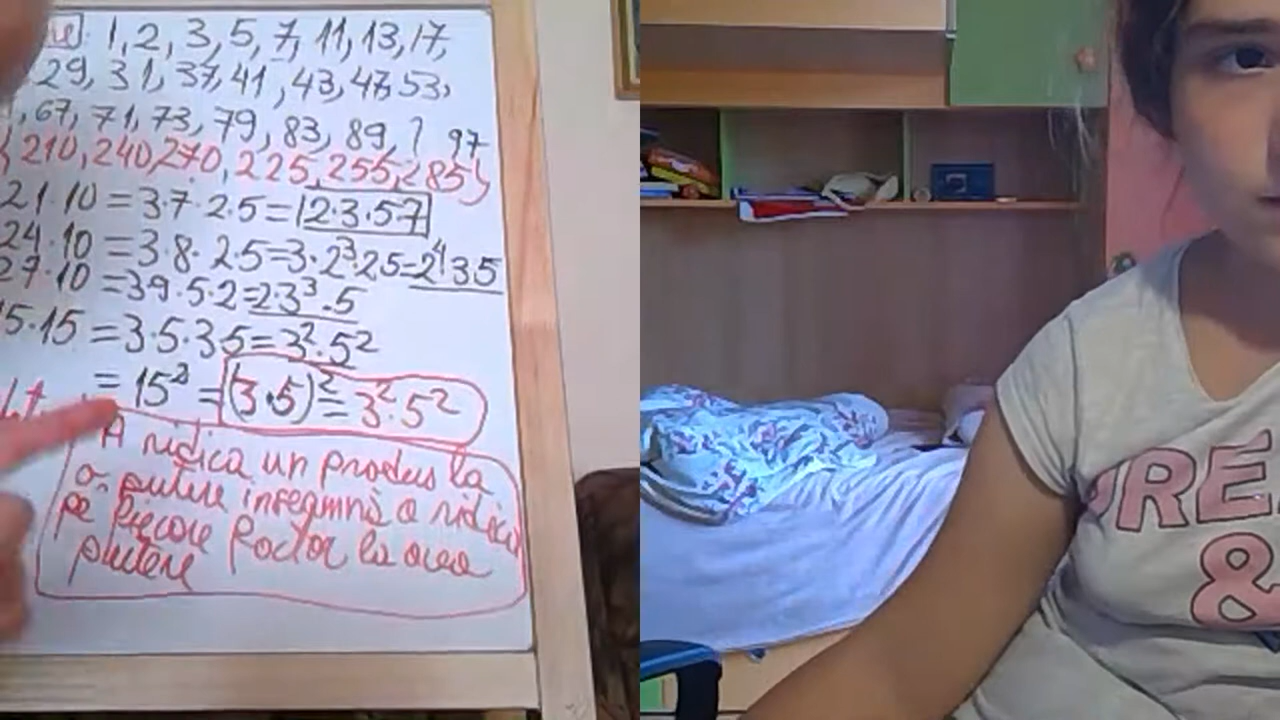 1, 2, 3, 5, 7, 11, 13, 17,
29, 31, 37, 41, 43, 47, 53,
, 67, 71, 73, 79, 83, 89, 97
210, 240, 270, 225, 255, 285}
21·10 = 3·7·2·5 = 2·3·5·7
24·10 = 3·8·2·5 = 3·2³·2·5 = 2⁴·3·5
27·10 = 3·9·5·2 = 2·3³·5
15·15 = 3·5·3·5 = 3²·5²
= 15² = (3·5)² = 3²·5²
A ridica un produs la
o putere inseamnă a ridica
pe fiecare factor la acea
putere
URE
&